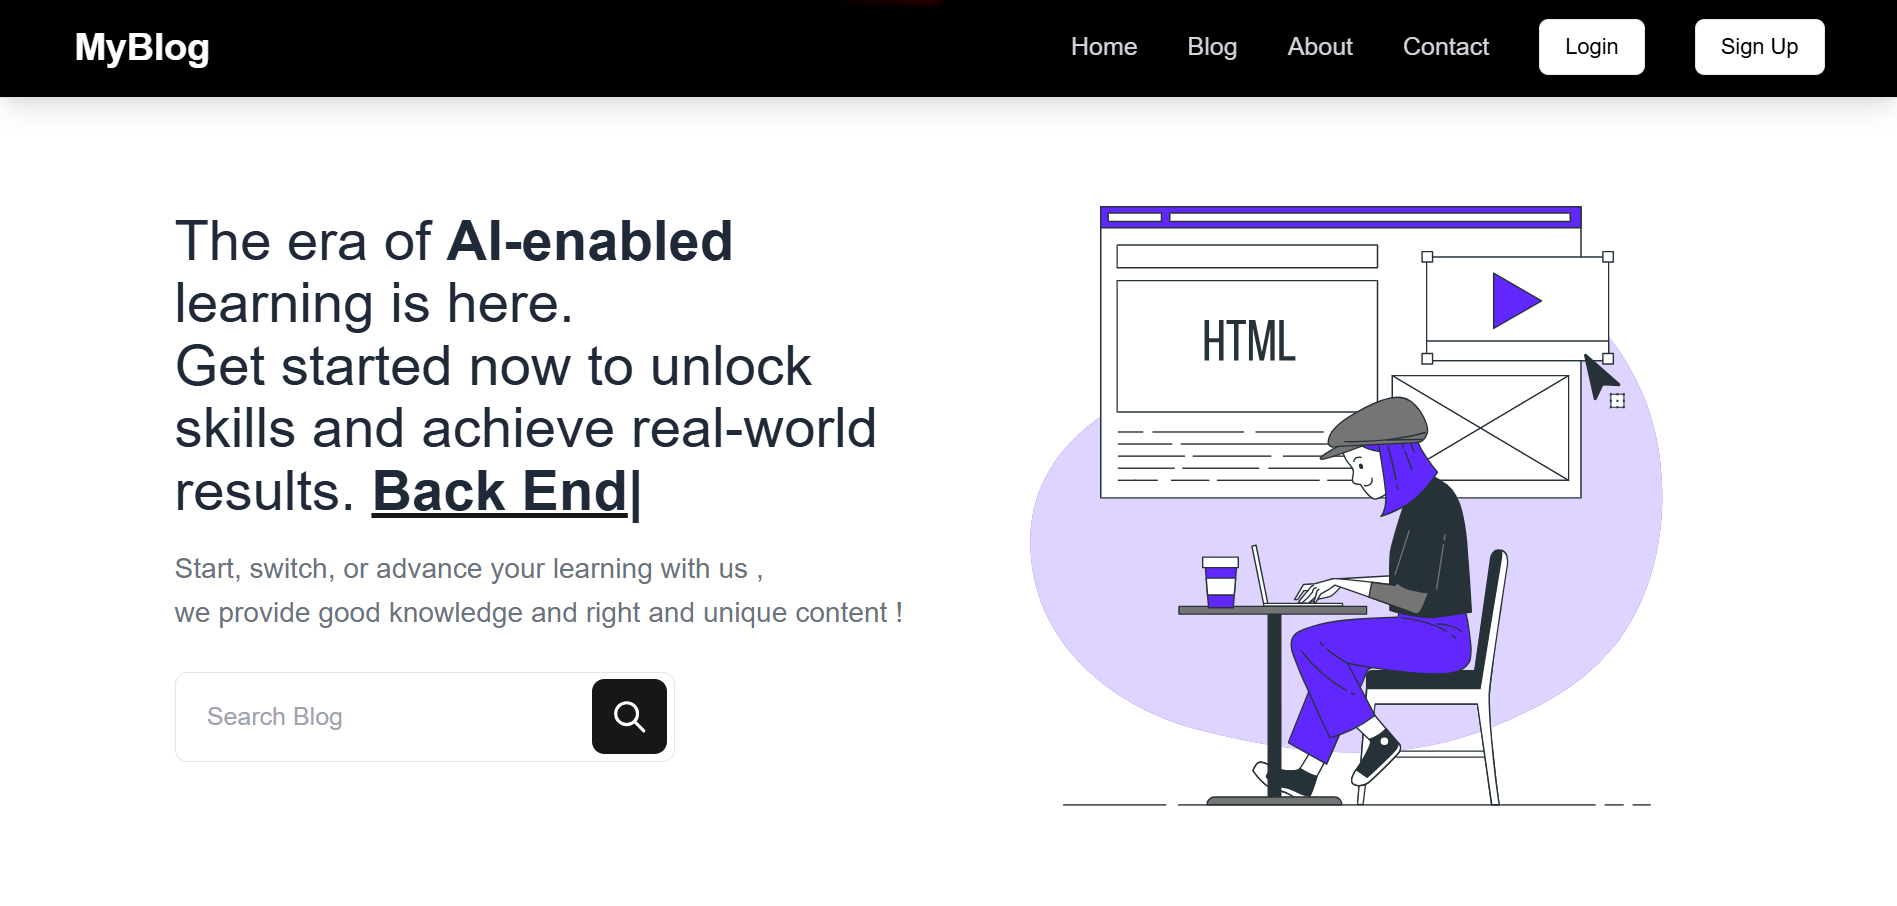 MyBlog
Home Blog About Contact Login Sign Up
The era of AI-enabled
learning is here.
Get started now to unlock
skills and achieve real-world
results. Back End|
Start, switch, or advance your learning with us ,
we provide good knowledge and right and unique content !
Search Blog
HTML